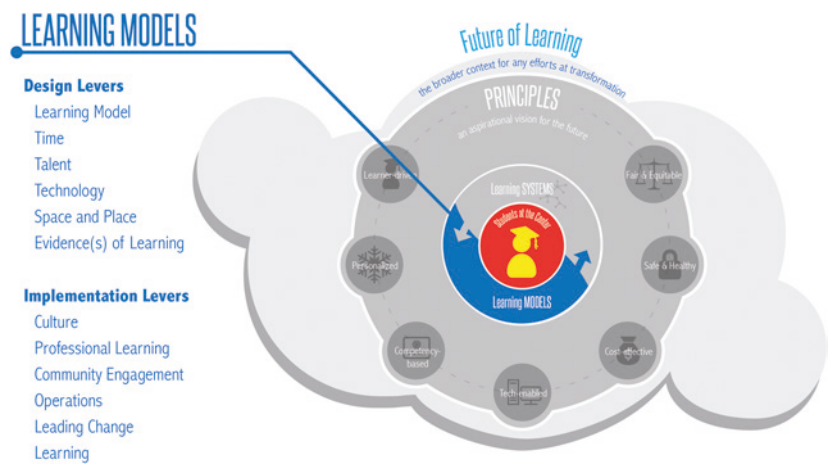 LEARNING MODELS
Design Levers
Learning Model
Time
Talent
Technology
Space and Place
Evidence(s) of Learning
Implementation Levers
Culture
Professional Learning
Community Engagement
Operations
Leading Change
Learning
Future of Learning
the broader context for any efforts at transformation
PRINCIPLES
an aspirational vision for the future
Learner-driven
Fair & Equitable
Learning SYSTEMS
Students at the Center
Personalized
Safe & Healthy
Learning MODELS
Competency-
based
Cost effective
Tech-enabled